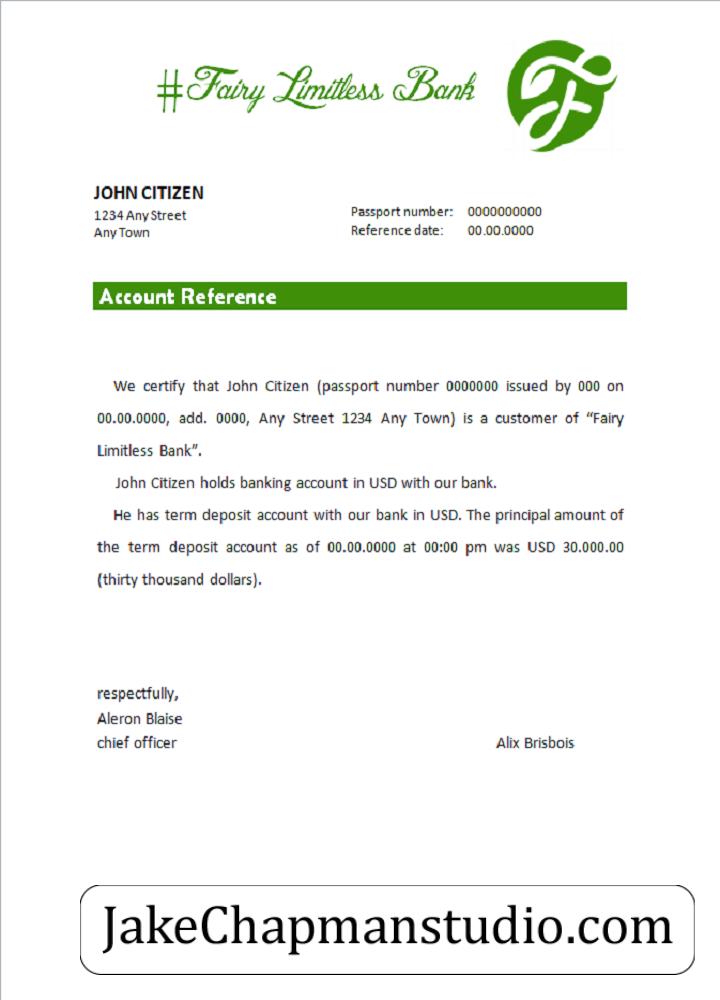 #Fairy Limitless Bank
JOHN CITIZEN
1234 Any Street
Any Town
Passport number: 0000000000
Reference date: 00.00.0000
Account Reference
We certify that John Citizen (passport number 0000000 issued by 000 on
00.00.0000, add. 0000, Any Street 1234 Any Town) is a customer of “Fairy
Limitless Bank”.
John Citizen holds banking account in USD with our bank.
He has term deposit account with our bank in USD. The principal amount of
the term deposit account as of 00.00.0000 at 00:00 pm was USD 30.000.00
(thirty thousand dollars).
respectfully,
Aleron Blaise
chief officer
Alix Brisbois
JakeChapmanstudio.com